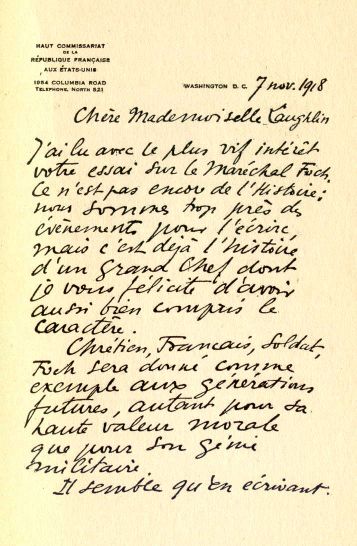 HAUT COMMISSARIAT
DE LA
RÉPUBLIQUE FRANÇAISE
AUX ÉTATS-UNIS
1954 COLUMBIA ROAD
TELEPHONE, NORTH 521
WASHINGTON D. C. 7 nov. 1918
Chère Mademoiselle Laughlin
J'ai lu avec le plus vif intérêt
votre essai sur le Maréchal Foch,
Ce n'est pas encore de l'Histoire;
nous sommes trop près des
évènements pour l'écrire,
mais c'est déjà l'histoire
d'un grand Chef dont
je vous félicite d'avoir
aussi bien compris le
caractère.
Chrétien, Français, Soldat,
Foch sera donné comme
exemple aux générations
futures, autant pour sa
haute valeur morale
que pour son génie
militaire.
Il semble qu'en écrivant.